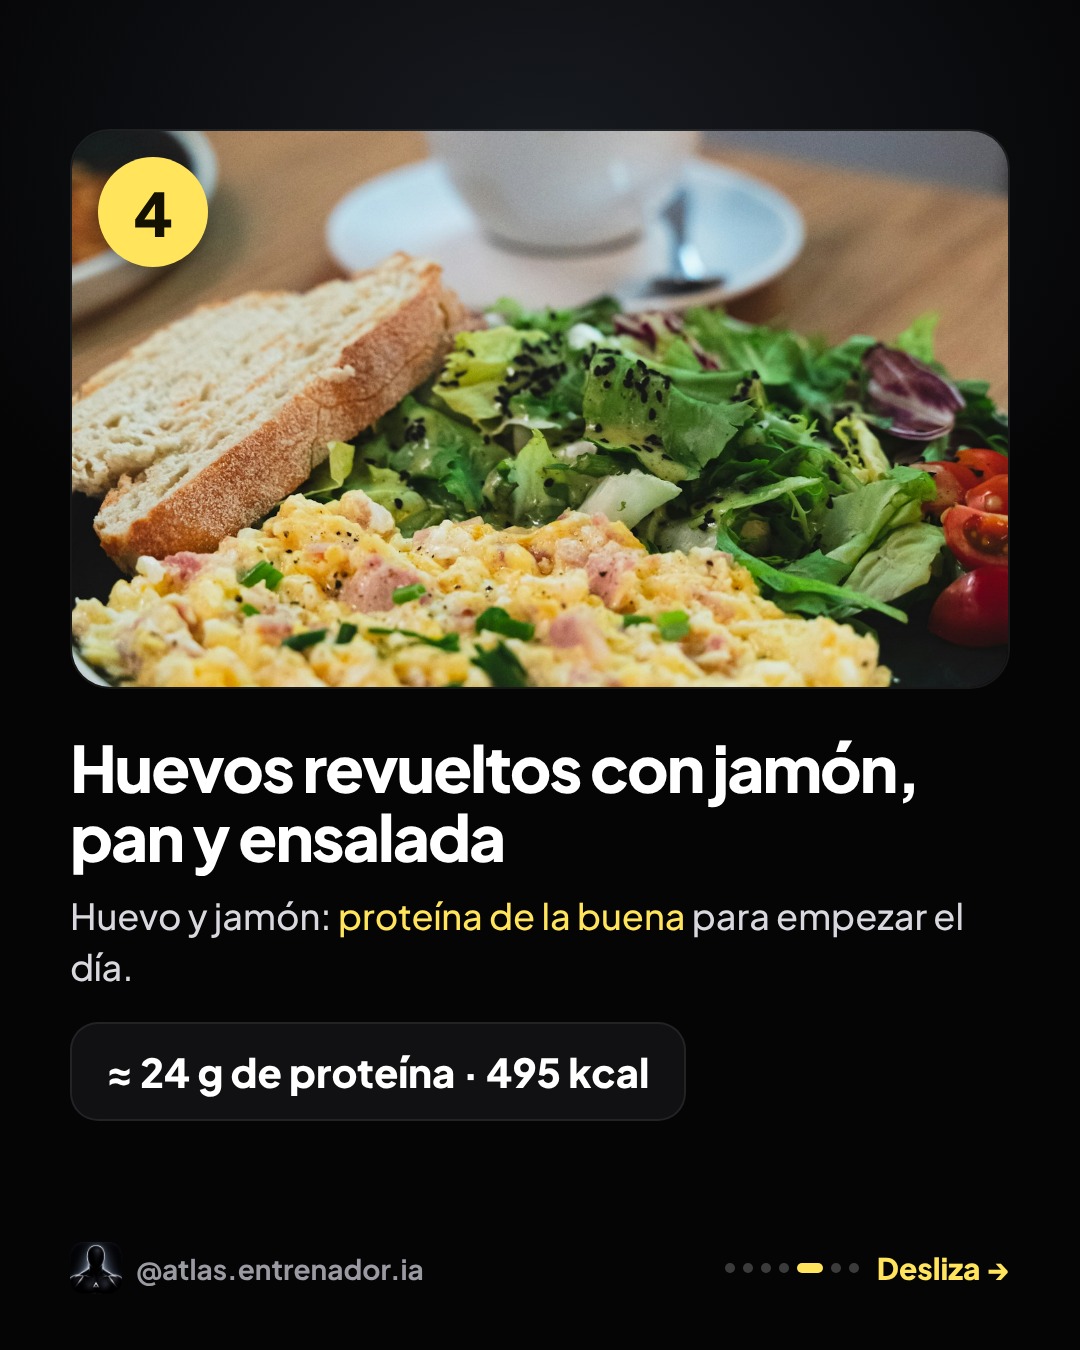 4
Huevos revueltos con jamón,
pan y ensalada
Huevo y jamón: proteína de la buena para empezar el
día.
≈ 24 g de proteína · 495 kcal
@atlas.entrenador.ia
Desliza →